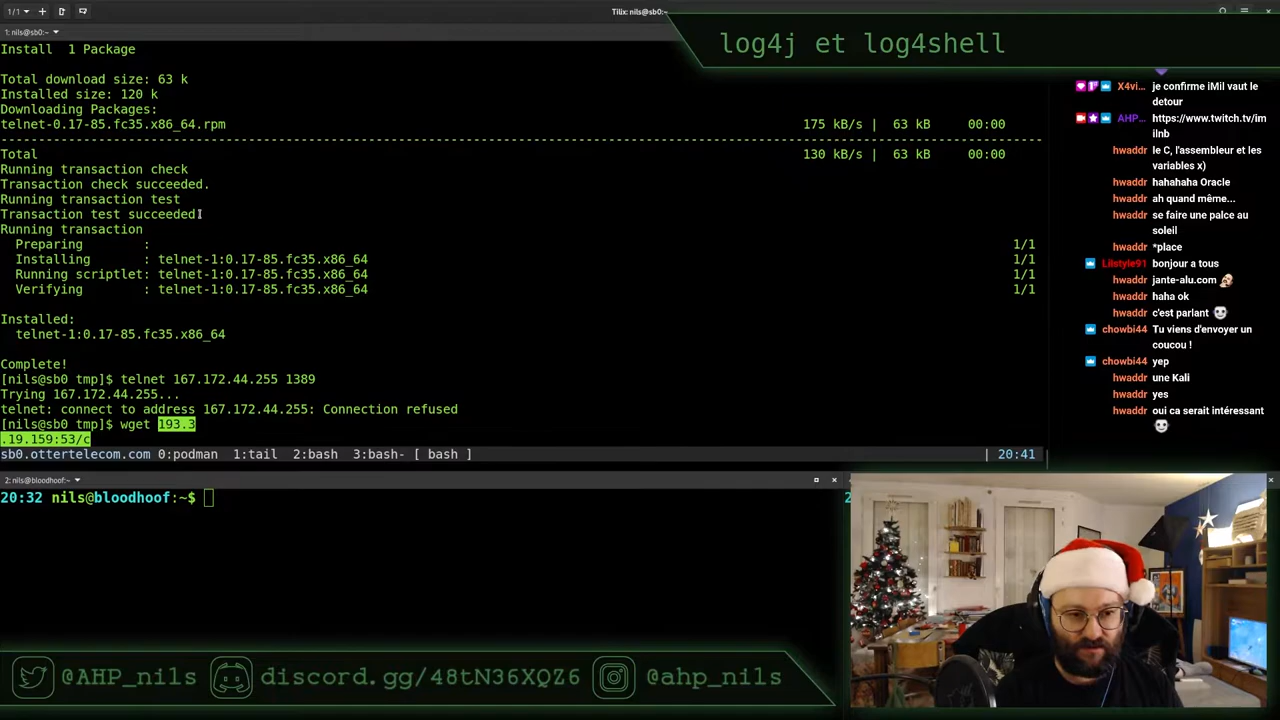 1/1
Tilix: nils@sb0:~
1: nils@sb0:~
log4j et log4shell
Install  1 Package
Total download size: 63 k
Installed size: 120 k
Downloading Packages:
telnet-0.17-85.fc35.x86_64.rpm 175 kB/s | 63 kB 00:00
Total 130 kB/s | 63 kB 00:00
Running transaction check
Transaction check succeeded.
Running transaction test
Transaction test succeeded
Running transaction
Preparing : 1/1
Installing : telnet-1:0.17-85.fc35.x86_64 1/1
Running scriptlet: telnet-1:0.17-85.fc35.x86_64 1/1
Verifying : telnet-1:0.17-85.fc35.x86_64 1/1
Installed:
telnet-1:0.17-85.fc35.x86_64
Complete!
[nils@sb0 tmp]$ telnet 167.172.44.255 1389
Trying 167.172.44.255...
telnet: connect to address 167.172.44.255: Connection refused
[nils@sb0 tmp]$ wget 193.3
.19.159:53/c
sb0.ottertelecom.com 0:podman 1:tail 2:bash 3:bash- [ bash ] | 20:41
2: nils@bloodhoof:~
20:32 nils@bloodhoof:~$
X4vi... je confirme iMil vaut le
detour
AHP... https://www.twitch.tv/im
ilnb
hwaddr le C, l'assembleur et les
variables x)
hwaddr hahahaha Oracle
hwaddr ah quand même...
hwaddr se faire une palce au
soleil
hwaddr *place
Lilstyle91 bonjour a tous
hwaddr jante-alu.com
hwaddr haha ok
hwaddr c'est parlant
chowbi44 Tu viens d'envoyer un
coucou !
chowbi44 yep
hwaddr une Kali
hwaddr yes
hwaddr oui ca serait intéressant
@AHP_nils
discord.gg/48tN36XQZ6
@ahp_nils